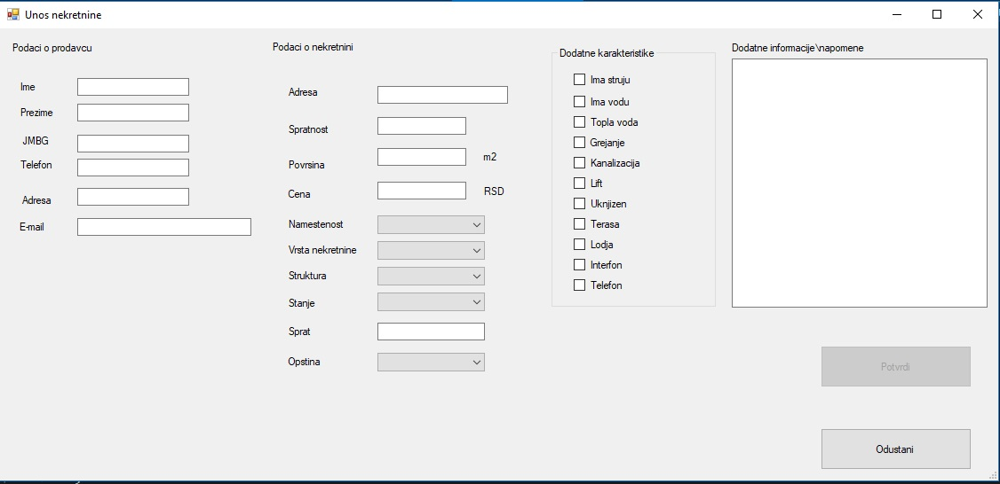 Unos nekretnine
Podaci o prodavcu
Ime
Prezime
JMBG
Telefon
Adresa
E-mail
Podaci o nekretnini
Adresa
Spratnost
Povrsina m2
Cena RSD
Namestenost
Vrsta nekretnine
Struktura
Stanje
Sprat
Opstina
Dodatne karakteristike
Ima struju
Ima vodu
Topla voda
Grejanje
Kanalizacija
Lift
Uknjizen
Terasa
Lodja
Interfon
Telefon
Dodatne informacije\napomene
Potvrdi
Odustani